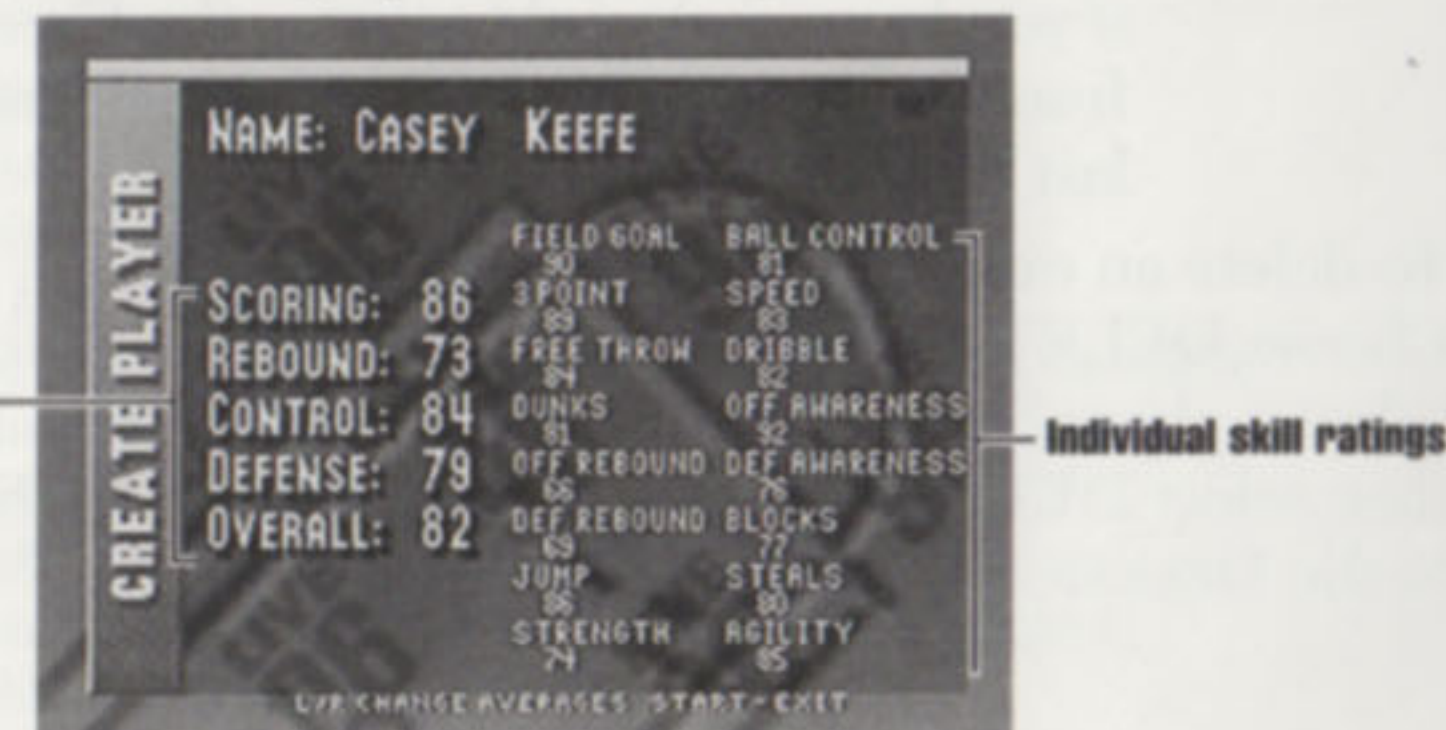 NAME: CASEY KEEFE
CREATE PLAYER
SCORING: 86
REBOUND: 73
CONTROL: 84
DEFENSE: 79
OVERALL: 82
FIELD GOAL BALL CONTROL
90 81
3 POINT SPEED
89 83
FREE THROW DRIBBLE
84 82
DUNKS OFF AWARENESS
81 92
OFF REBOUND DEF AWARENESS
66 76
DEF REBOUND BLOCKS
69 77
JUMP STEALS
86 80
STRENGTH AGILITY
74 85
L/R CHANGE AVERAGES START-EXIT
Individual skill ratings